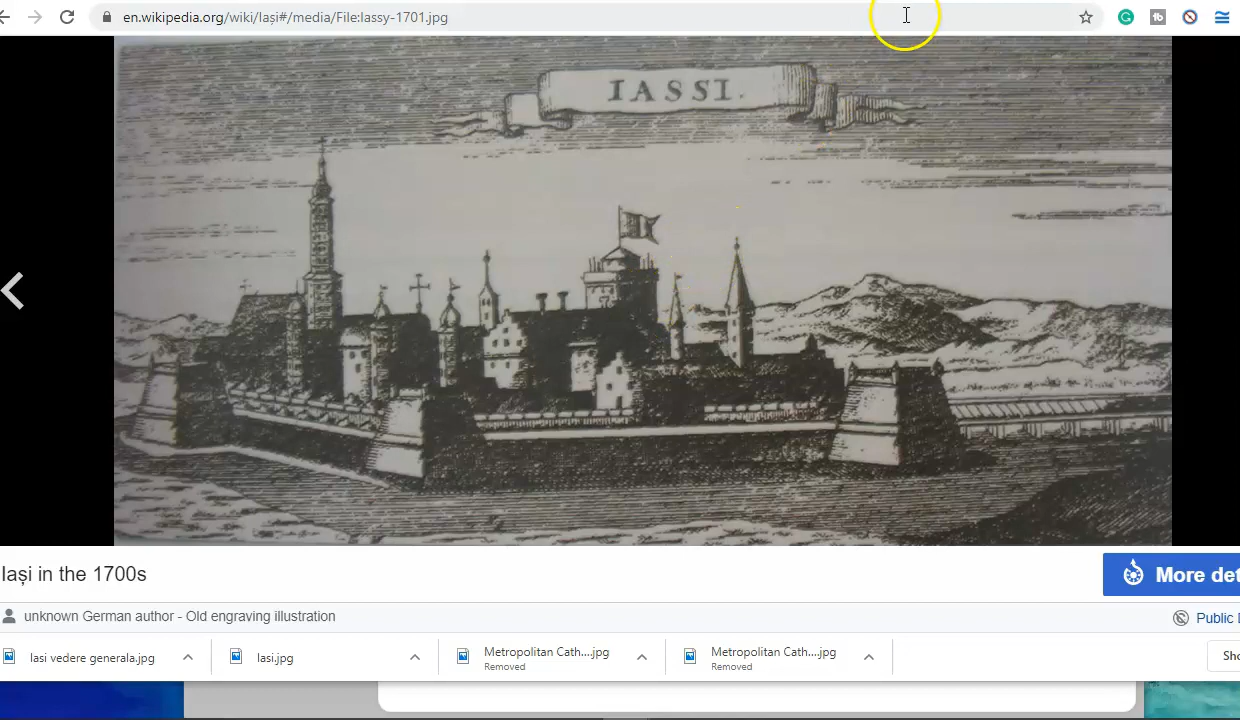 en.wikipedia.org/wiki/Iași#/media/File:Iassy-1701.jpg
IASSI.
Iași in the 1700s
More det
unknown German author - Old engraving illustration
Public D
Iasi vedere generala.jpg
Iasi.jpg
Metropolitan Cath....jpg
Removed
Metropolitan Cath....jpg
Removed
Sho